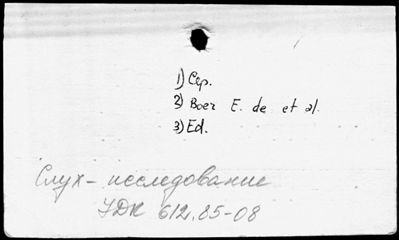 1) Сер.
2) Boer E. de et al.
3) Ed.
Слух - исследование
УДК 612.85-08